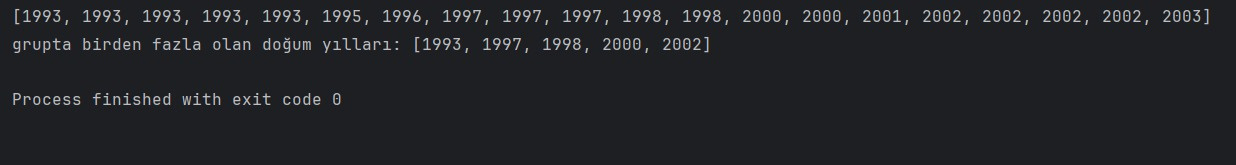 [1993, 1993, 1993, 1993, 1993, 1995, 1996, 1997, 1997, 1997, 1998, 1998, 2000, 2000, 2001, 2002, 2002, 2002, 2002, 2003]
grupta birden fazla olan doğum yılları: [1993, 1997, 1998, 2000, 2002]
Process finished with exit code 0